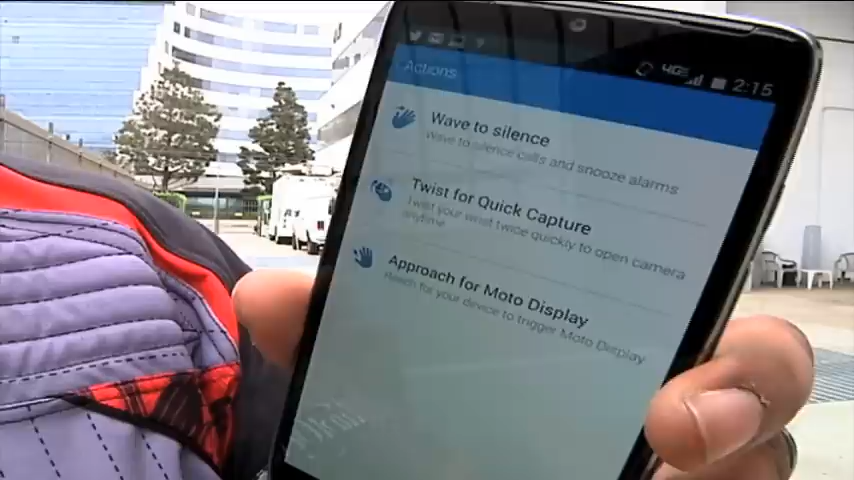 4G
2:15
Actions
Wave to silence
Wave to silence calls and snooze alarms
Twist for Quick Capture
Twist your wrist twice quickly to open camera
anytime
Approach for Moto Display
Reach for your device to trigger Moto Display